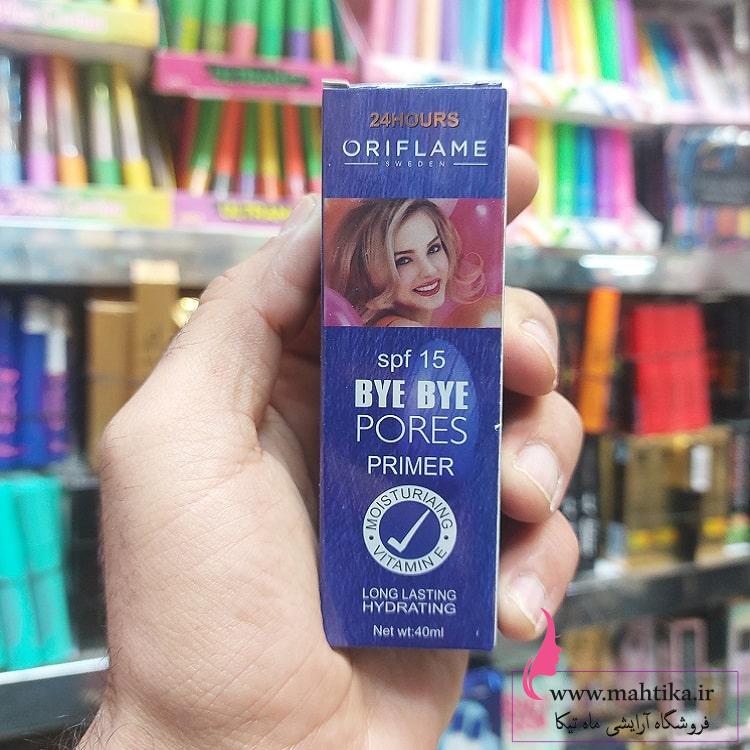 24HOURS
ORIFLAME
SWEDEN
spf 15
BYE BYE
PORES
PRIMER
MOISTURIAING
VITAMIN E
LONG LASTING
HYDRATING
Net wt:40ml
www.mahtika.ir
فروشگاه آرایشی ماه تیکا